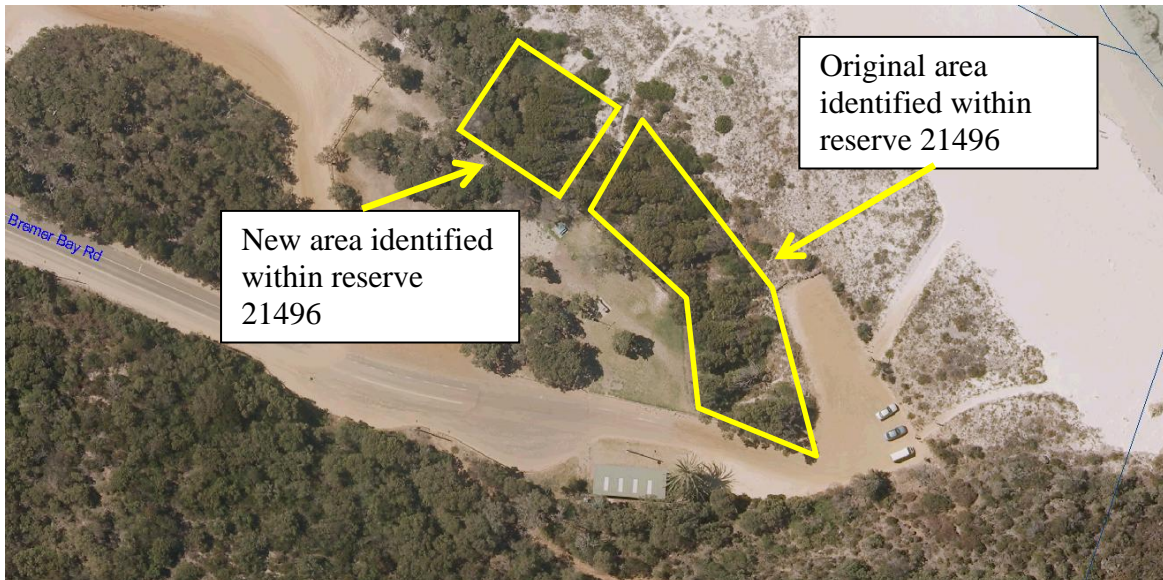 Original area
identified within
reserve 21496
New area identified
within reserve
21496
Bremer Bay Rd